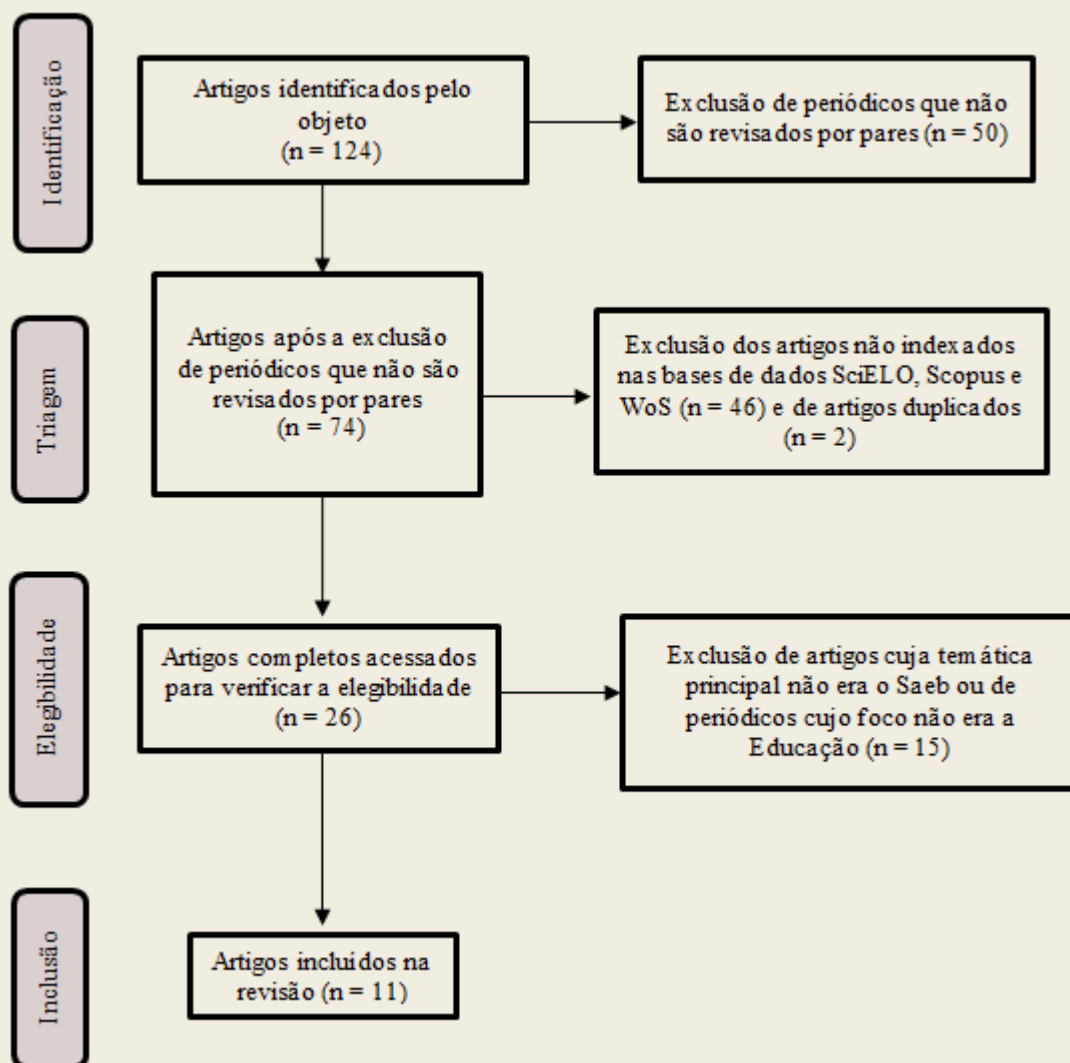 Identificação
Artigos identificados pelo
objeto
(n = 124)
Exclusão de periódicos que não
são revisados por pares (n = 50)
Triagem
Artigos após a exclusão
de periódicos que não são
revisados por pares
(n = 74)
Exclusão dos artigos não indexados
nas bases de dados SciELO, Scopus e
WoS (n = 46) e de artigos duplicados
(n = 2)
Elegibilidade
Artigos completos acessados
para verificar a elegibilidade
(n = 26)
Exclusão de artigos cuja temática
principal não era o Saeb ou de
periódicos cujo foco não era a
Educação (n = 15)
Inclusão
Artigos incluídos na
revisão (n = 11)